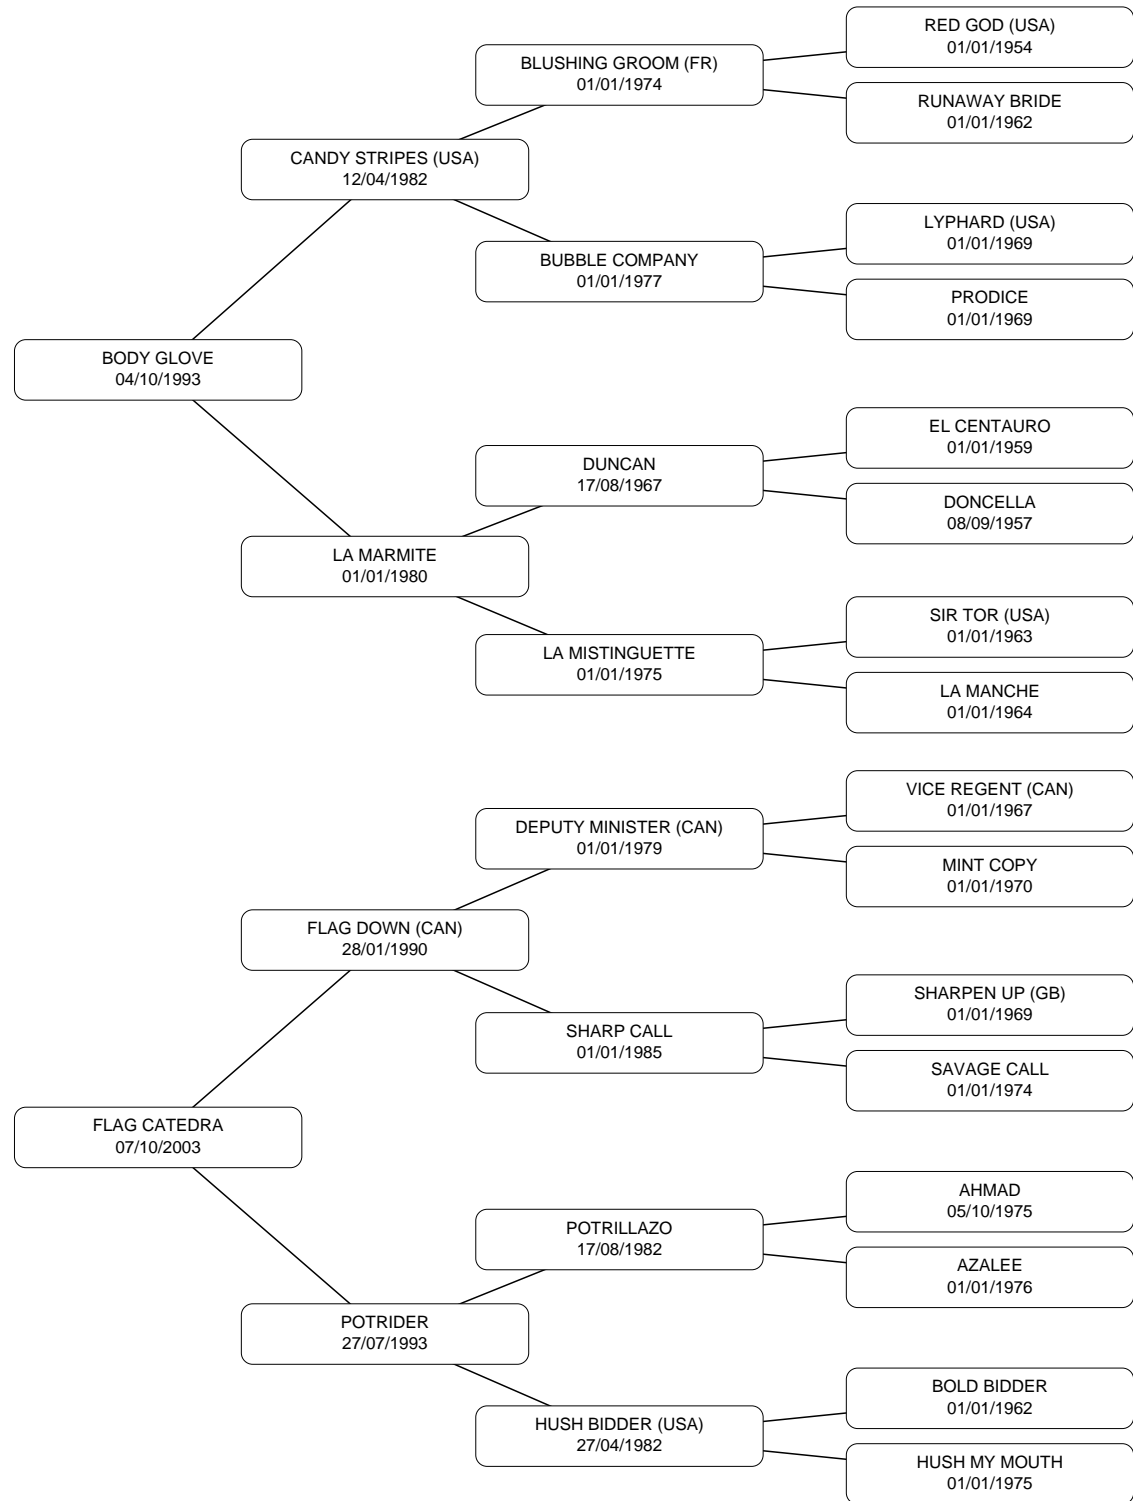 RED GOD (USA)
01/01/1954
BLUSHING GROOM (FR)
01/01/1974
RUNAWAY BRIDE
01/01/1962
CANDY STRIPES (USA)
12/04/1982
LYPHARD (USA)
01/01/1969
BUBBLE COMPANY
01/01/1977
PRODICE
01/01/1969
BODY GLOVE
04/10/1993
EL CENTAURO
01/01/1959
DUNCAN
17/08/1967
DONCELLA
08/09/1957
LA MARMITE
01/01/1980
SIR TOR (USA)
01/01/1963
LA MISTINGUETTE
01/01/1975
LA MANCHE
01/01/1964
VICE REGENT (CAN)
01/01/1967
DEPUTY MINISTER (CAN)
01/01/1979
MINT COPY
01/01/1970
FLAG DOWN (CAN)
28/01/1990
SHARPEN UP (GB)
01/01/1969
SHARP CALL
01/01/1985
SAVAGE CALL
01/01/1974
FLAG CATEDRA
07/10/2003
AHMAD
05/10/1975
POTRILLAZO
17/08/1982
AZALEE
01/01/1976
POTRIDER
27/07/1993
BOLD BIDDER
01/01/1962
HUSH BIDDER (USA)
27/04/1982
HUSH MY MOUTH
01/01/1975